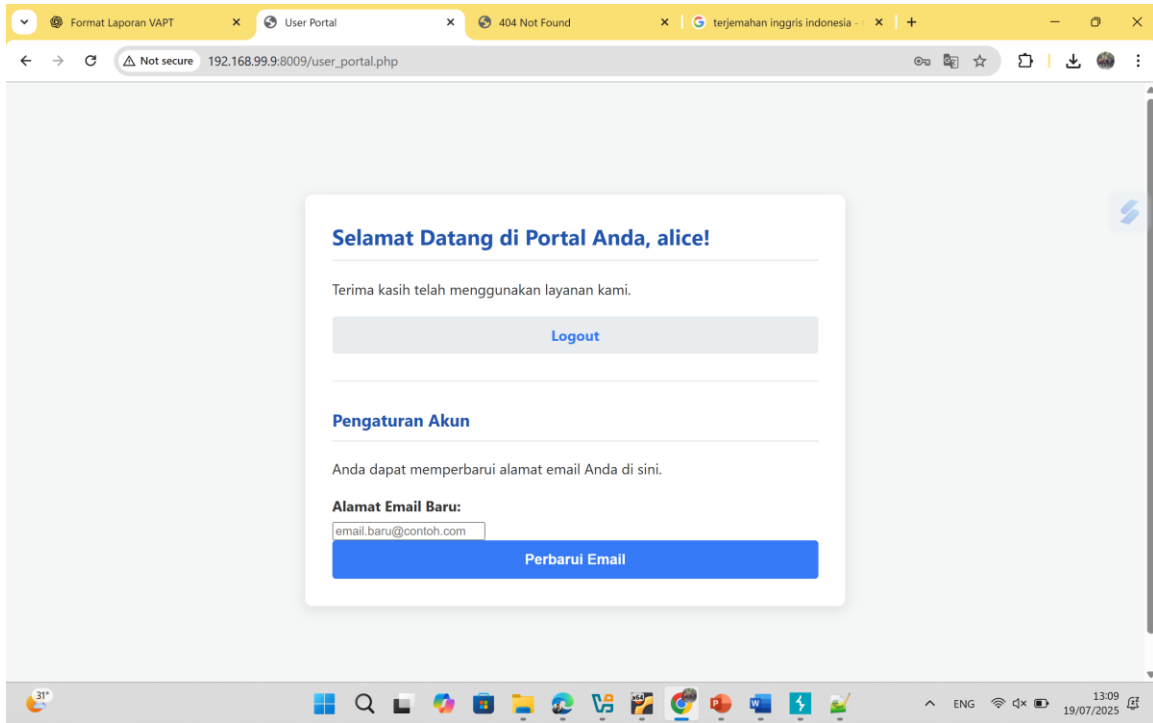 Format Laporan VAPT
User Portal
404 Not Found
terjemahan inggris indonesia -
Not secure
192.168.99.9:8009/user_portal.php
Selamat Datang di Portal Anda, alice!
Terima kasih telah menggunakan layanan kami.
Logout
Pengaturan Akun
Anda dapat memperbarui alamat email Anda di sini.
Alamat Email Baru:
email.baru@contoh.com
Perbarui Email
31°
ENG
13:09
19/07/2025